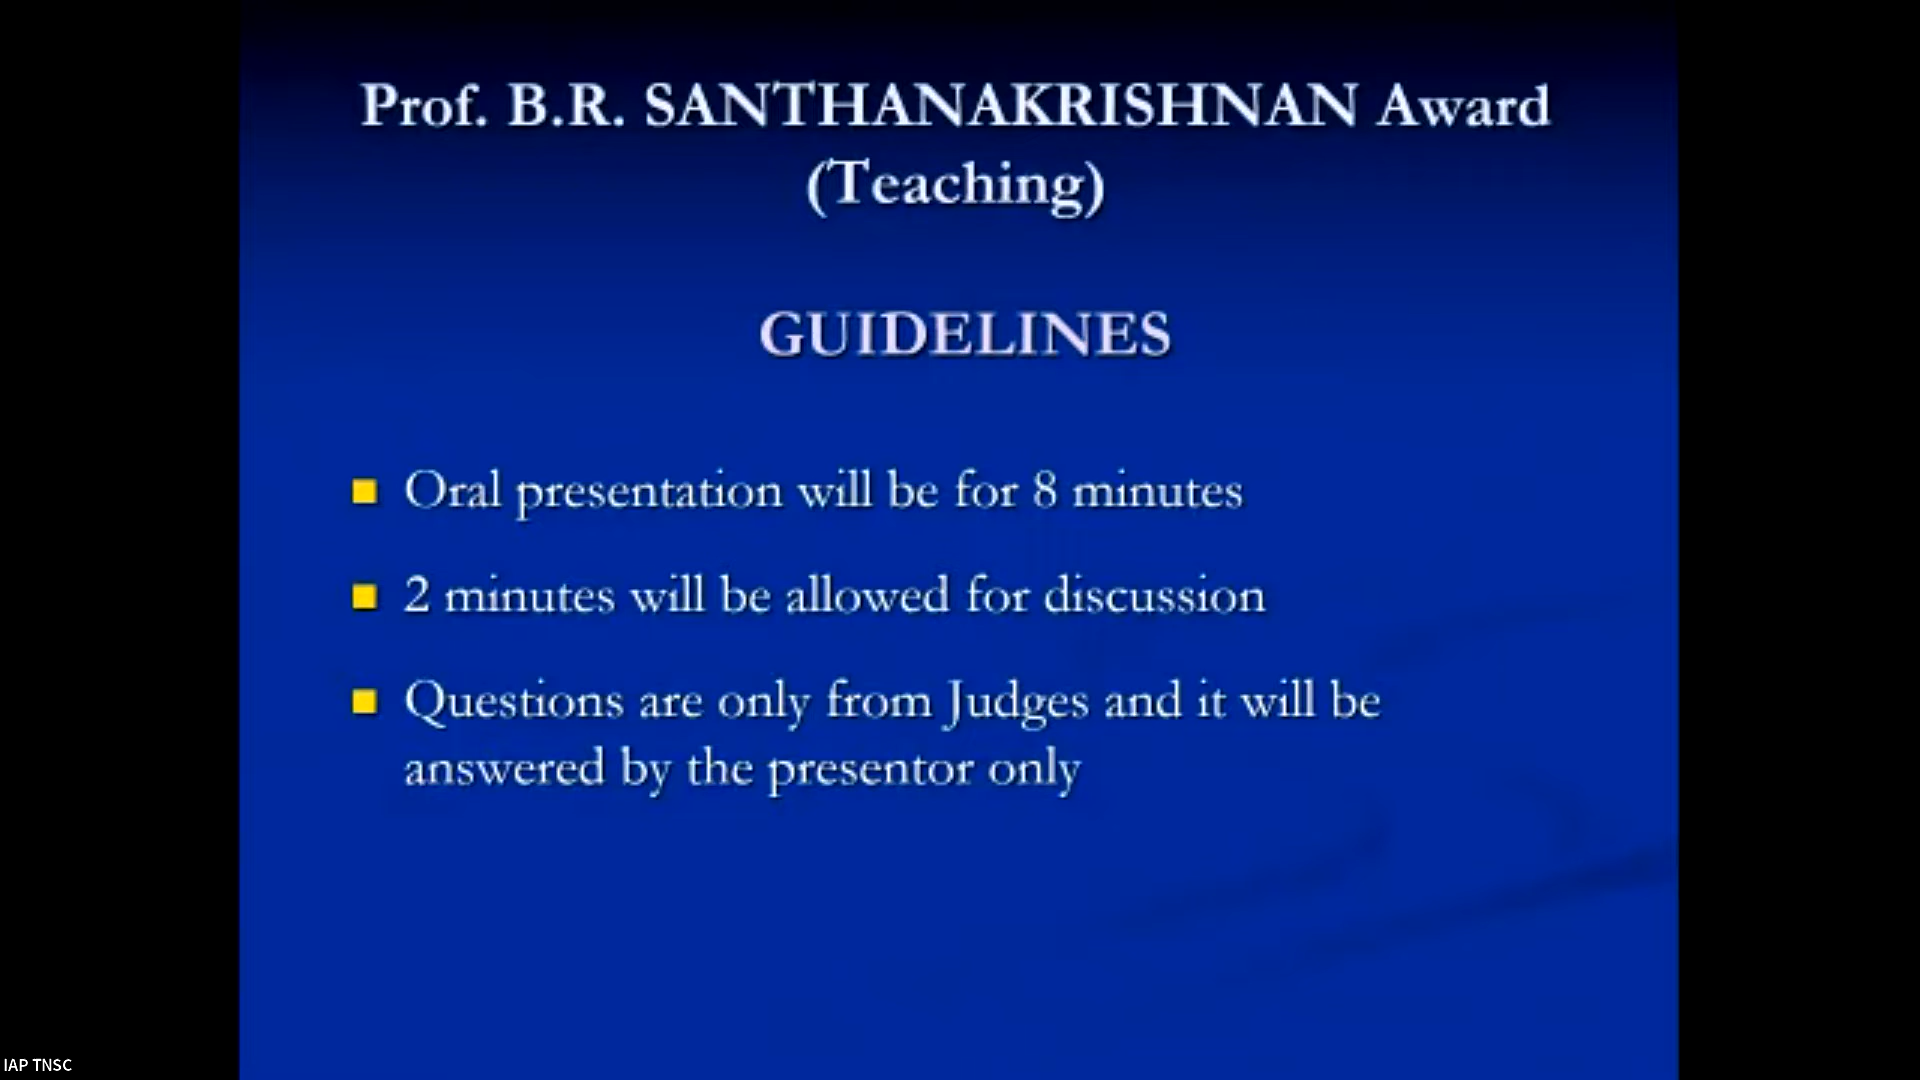 Prof. B.R. SANTHANAKRISHNAN Award
(Teaching)
GUIDELINES
Oral presentation will be for 8 minutes
2 minutes will be allowed for discussion
Questions are only from Judges and it will be
answered by the presentor only
IAP TNSC